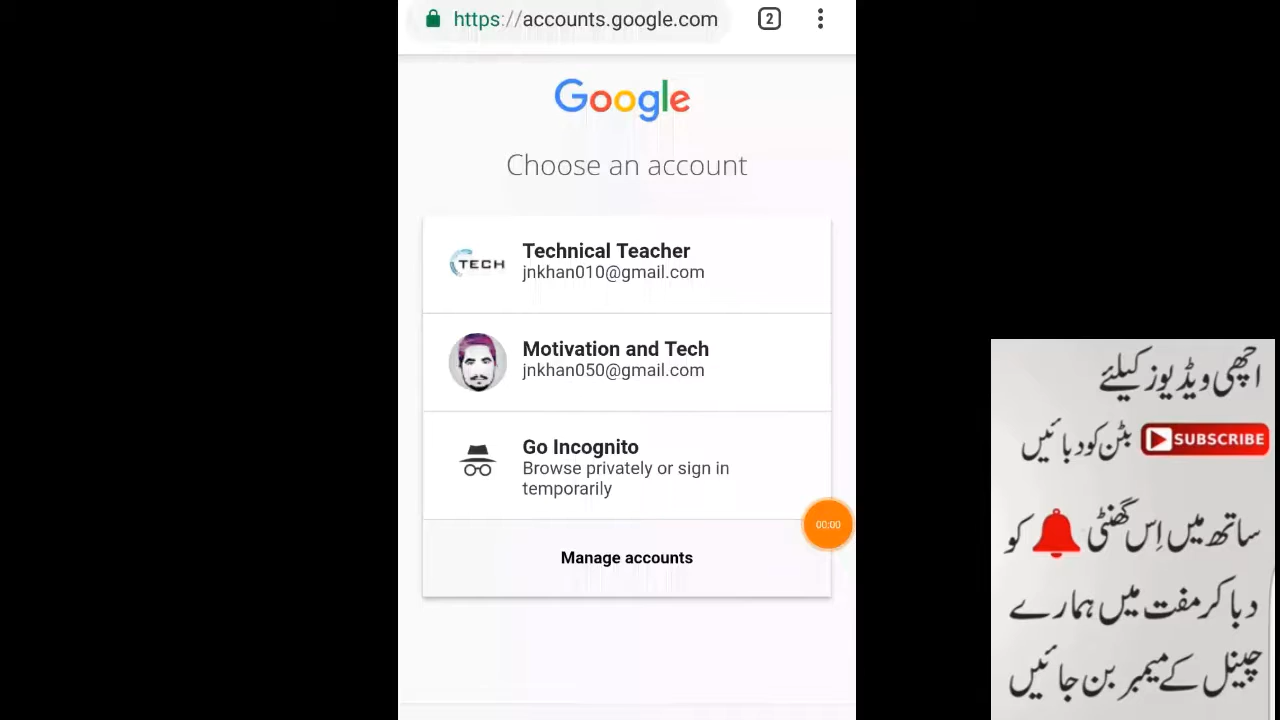 https://accounts.google.com
2
Google
Choose an account
TECH
Technical Teacher
jnkhan010@gmail.com
Motivation and Tech
jnkhan050@gmail.com
Go Incognito
Browse privately or sign in
temporarily
00:00
Manage accounts
اچھی ویڈیوز کیلئے
SUBSCRIBE بٹن کو دبائیں
ساتھ میں اِس گھنٹی کو
دبا کر مفت میں ہمارے
چینل کے میمبر بن جائیں